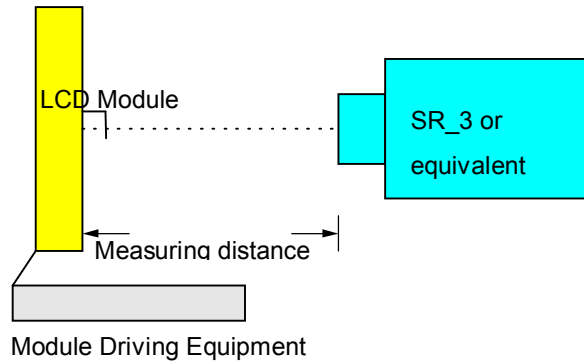 LCD Module
SR_3 or
equivalent
Measuring distance
Module Driving Equipment